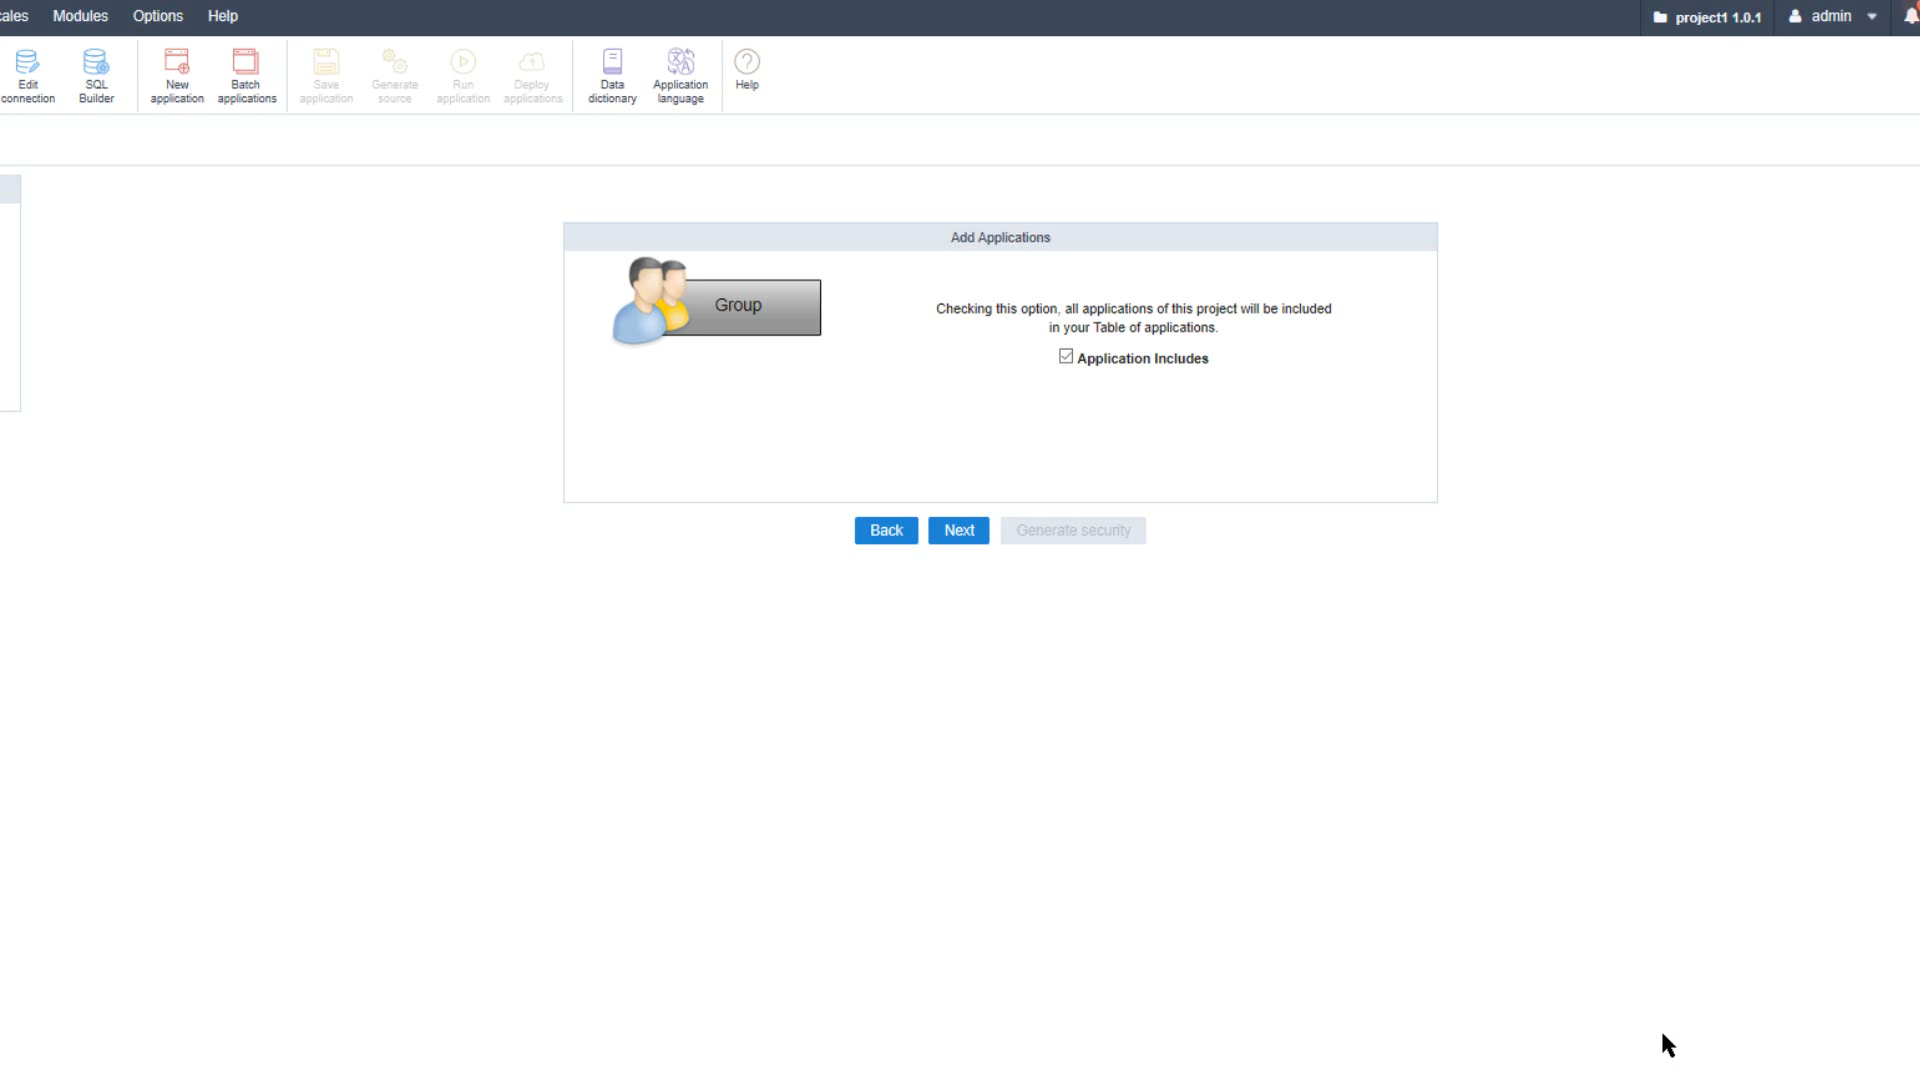 Modules Options Help
project1 1.0.1 admin
Edit connection
SQL Builder
New application
Batch applications
Save application
Generate source
Run application
Deploy applications
Data dictionary
Application language
Help
Add Applications
Group
Checking this option, all applications of this project will be included
in your Table of applications.
Application Includes
Back Next Generate security